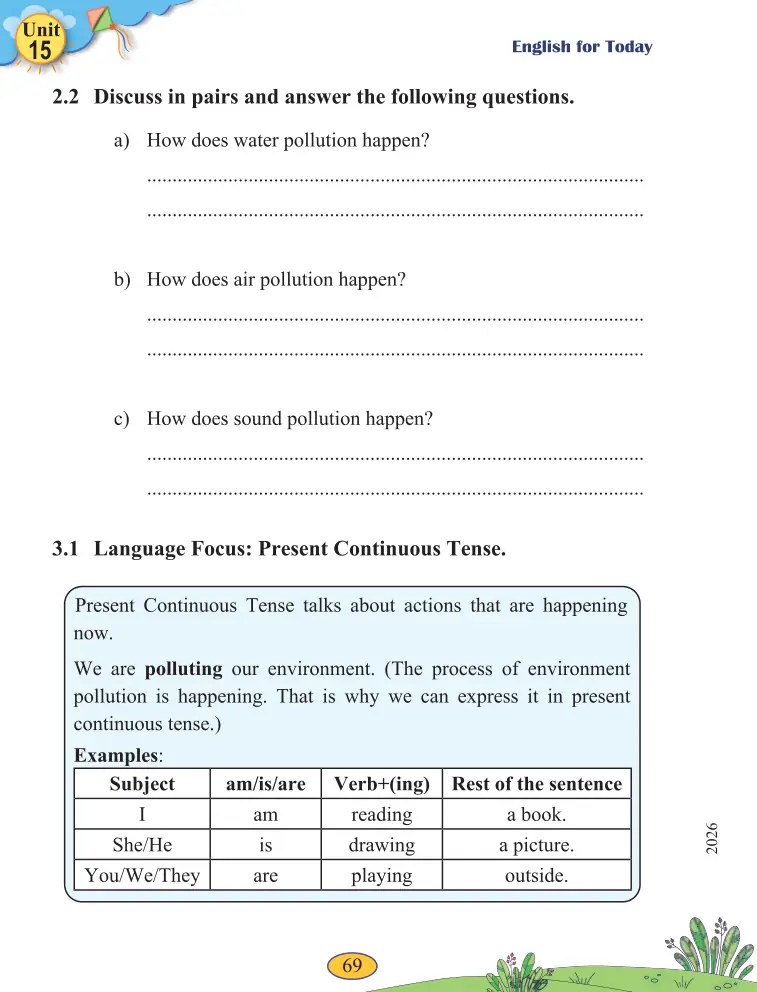 Unit
15
English for Today
2.2 Discuss in pairs and answer the following questions.
a) How does water pollution happen?
..................................................................................................
..................................................................................................
b) How does air pollution happen?
..................................................................................................
..................................................................................................
c) How does sound pollution happen?
..................................................................................................
..................................................................................................
3.1 Language Focus: Present Continuous Tense.
Present Continuous Tense talks about actions that are happening
now.
We are polluting our environment. (The process of environment
pollution is happening. That is why we can express it in present
continuous tense.)
Examples:
Subject am/is/are Verb+(ing) Rest of the sentence
I am reading a book.
She/He is drawing a picture.
You/We/They are playing outside.
2026
69